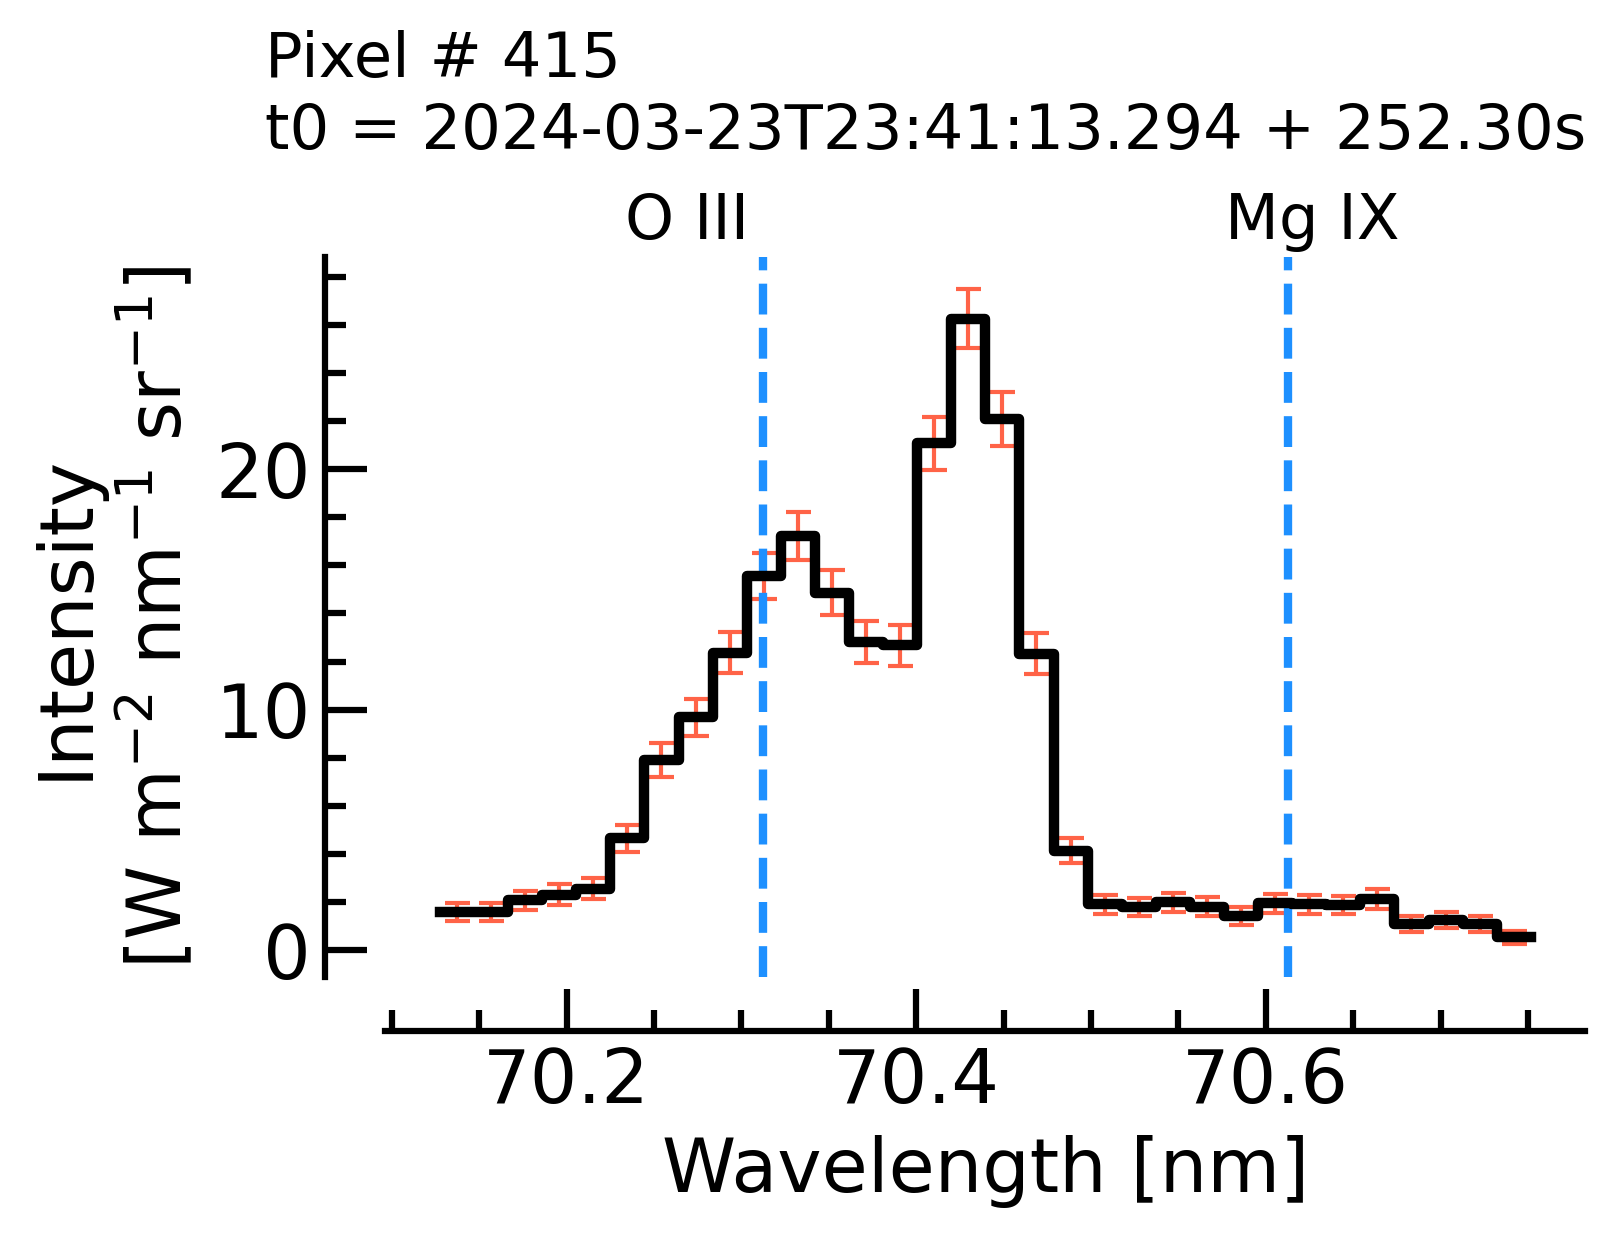 Pixel # 415
t0 = 2024-03-23T23:41:13.294 + 252.30s
O III Mg IX
Intensity
[W m⁻² nm⁻¹ sr⁻¹]
20
10
0
70.2 70.4 70.6
Wavelength [nm]